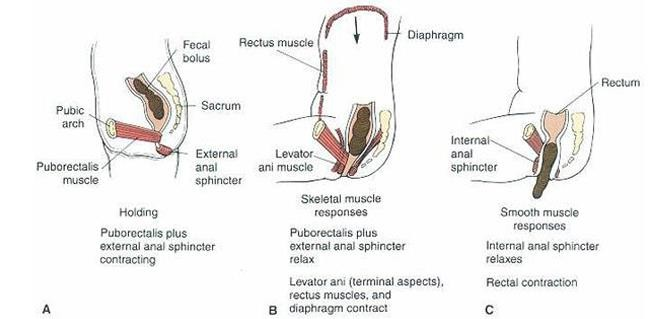 Fecal
bolus
Pubic
arch
Sacrum
Puborectalis
muscle
External
anal
sphincter
Holding
Puborectalis plus
external anal sphincter
contracting
A
Rectus muscle
Diaphragm
Levator
ani muscle
Skeletal muscle
responses
Puborectalis plus
external anal sphincter
relax
Levator ani (terminal aspects),
rectus muscles, and
diaphragm contract
B
Rectum
Internal
anal
sphincter
Smooth muscle
responses
Internal anal sphincter
relaxes
Rectal contraction
C